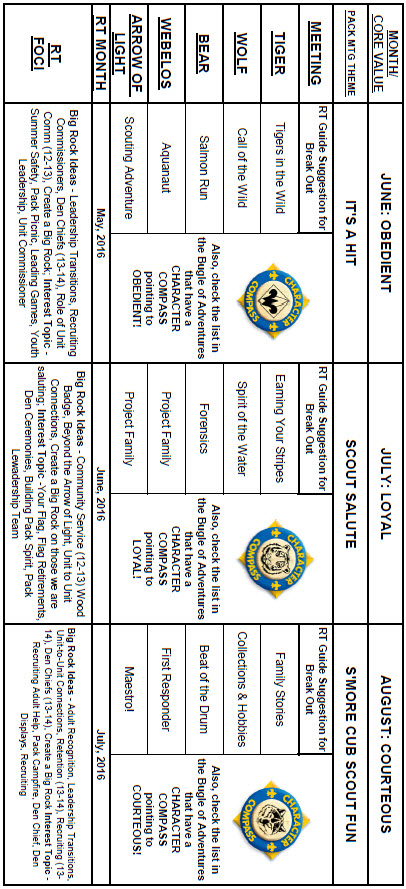 MONTH/
CORE VALUE
JUNE: OBEDIENT
JULY: LOYAL
AUGUST: COURTEOUS
PACK MTG THEME
IT'S A HIT
SCOUT SALUTE
S'MORE CUB SCOUT FUN
MEETING
RT Guide Suggestion for
Break Out
RT Guide Suggestion for
Break Out
RT Guide Suggestion for
Break Out
TIGER
Tigers in the Wild
Earning Your Stripes
Family Stories
WOLF
Call of the Wild
Spirit of the Water
Collections & Hobbies
BEAR
Salmon Run
Forensics
Beat of the Drum
WEBELOS
Aquanaut
Project Family
First Responder
ARROW OF
LIGHT
Scouting Adventure
Project Family
Maestro!
CHARACTER
COMPASS
Also, check the list in
the Bugle of Adventures
that have a
CHARACTER
COMPASS
pointing to
OBEDIENT!
CHARACTER
COMPASS
Also, check the list in
the Bugle of Adventures
that have a
CHARACTER
COMPASS
pointing to
LOYAL!
CHARACTER
COMPASS
Also, check the list in
the Bugle of Adventures
that have a
CHARACTER
COMPASS
pointing to
COURTEOUS!
RT MONTH
May, 2016
June, 2016
July, 2016
RT
FOCI
Big Rock Ideas - Leadership Transitions, Recruiting
Commissioners, Den Chiefs (13-14), Role of Unit
Comm (12-13), Create a Big Rock; Interest Topic -
Summer Safety, Pack Picnic, Leading Games, Youth
Leadership, Unit Commissioner
Big Rock Ideas - Community Service (12-13) Wood
Badge, Beyond the Arrow of Light, Unit to Unit
Connections, Create a Big Rock on those we are
saluting; Interest Topic - Your Flag, Flag Retirements,
Den Ceremonies, Building Pack Spirit, Pack
Lewadership Team
Big Rock Ideas - Adult Recognition, Leadership Transitions,
Unit-to-Unit Connections, Retention (13-14), Recruiting (13-
14), Den Chiefs (13-14), Create a Big Rock Interest Topic -
Recruiting Adult Help, Pack Campfire, Den Chief, Den
Displays, Recruiting